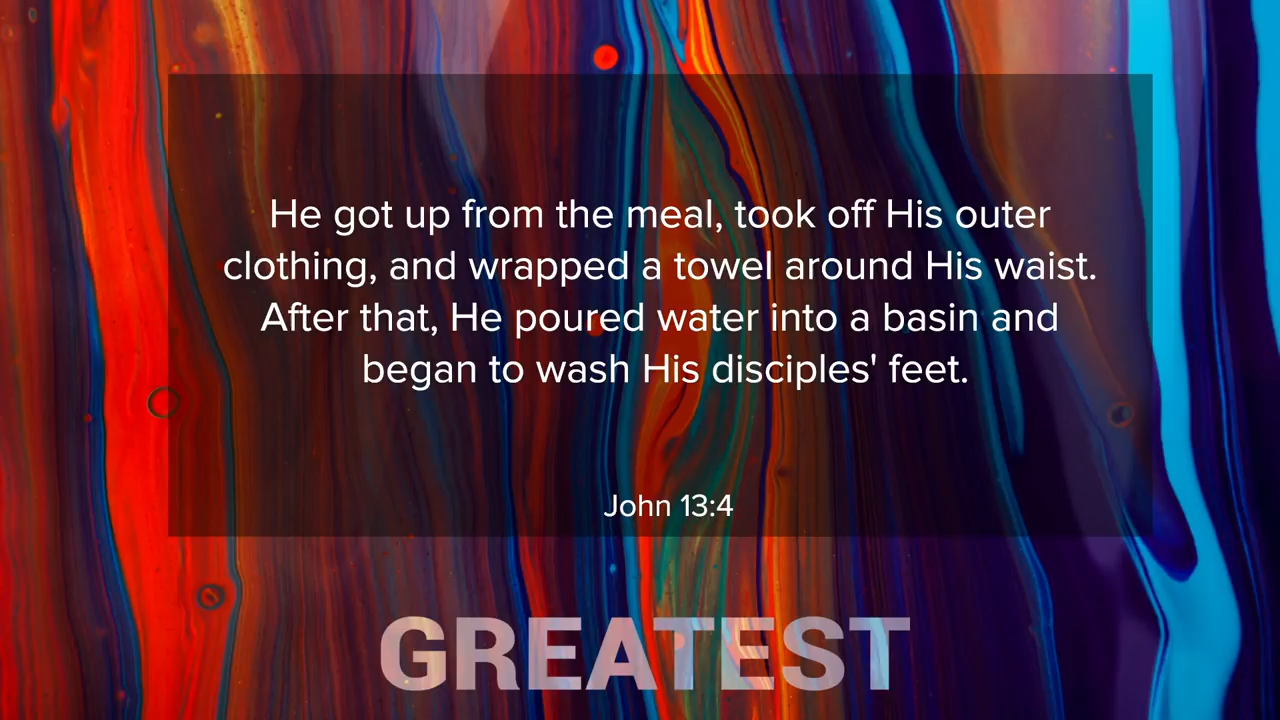 He got up from the meal, took off His outer
clothing, and wrapped a towel around His waist.
After that, He poured water into a basin and
began to wash His disciples' feet.
John 13:4
GREATEST